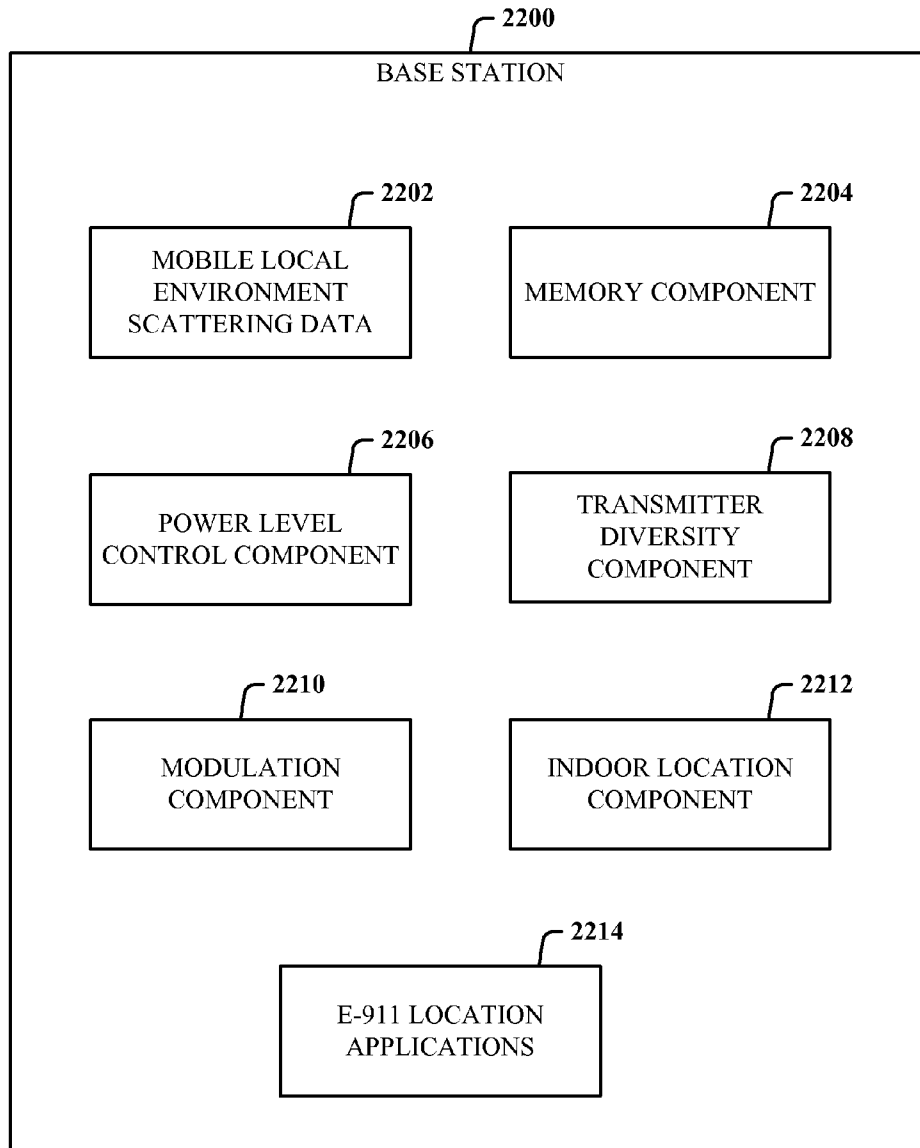 2200
BASE STATION
2202
MOBILE LOCAL
ENVIRONMENT
SCATTERING DATA
2204
MEMORY COMPONENT
2206
POWER LEVEL
CONTROL COMPONENT
2208
TRANSMITTER
DIVERSITY
COMPONENT
2210
MODULATION
COMPONENT
2212
INDOOR LOCATION
COMPONENT
2214
E-911 LOCATION
APPLICATIONS